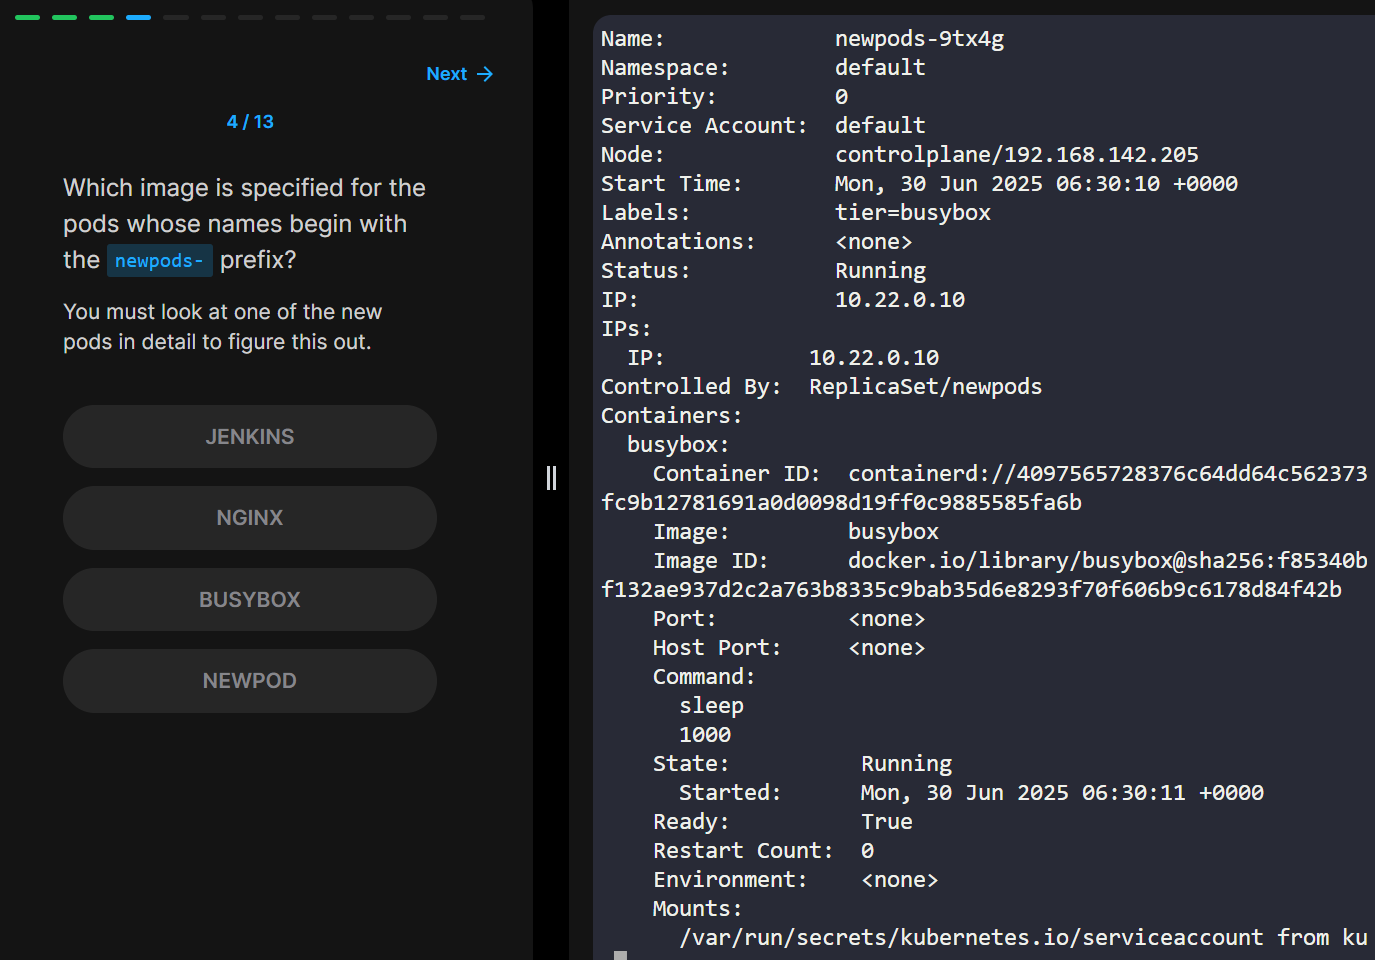 Next →
4 / 13
Which image is specified for the
pods whose names begin with
the newpods- prefix?
You must look at one of the new
pods in detail to figure this out.
JENKINS
NGINX
BUSYBOX
NEWPOD
Name:             newpods-9tx4g
Namespace:        default
Priority:         0
Service Account:  default
Node:             controlplane/192.168.142.205
Start Time:       Mon, 30 Jun 2025 06:30:10 +0000
Labels:           tier=busybox
Annotations:      <none>
Status:           Running
IP:               10.22.0.10
IPs:
  IP:           10.22.0.10
Controlled By:  ReplicaSet/newpods
Containers:
  busybox:
    Container ID:  containerd://4097565728376c64dd64c562373
fc9b12781691a0d0098d19ff0c9885585fa6b
    Image:         busybox
    Image ID:      docker.io/library/busybox@sha256:f85340b
f132ae937d2c2a763b8335c9bab35d6e8293f70f606b9c6178d84f42b
    Port:          <none>
    Host Port:     <none>
    Command:
      sleep
      1000
    State:          Running
      Started:      Mon, 30 Jun 2025 06:30:11 +0000
    Ready:          True
    Restart Count:  0
    Environment:    <none>
    Mounts:
      /var/run/secrets/kubernetes.io/serviceaccount from ku